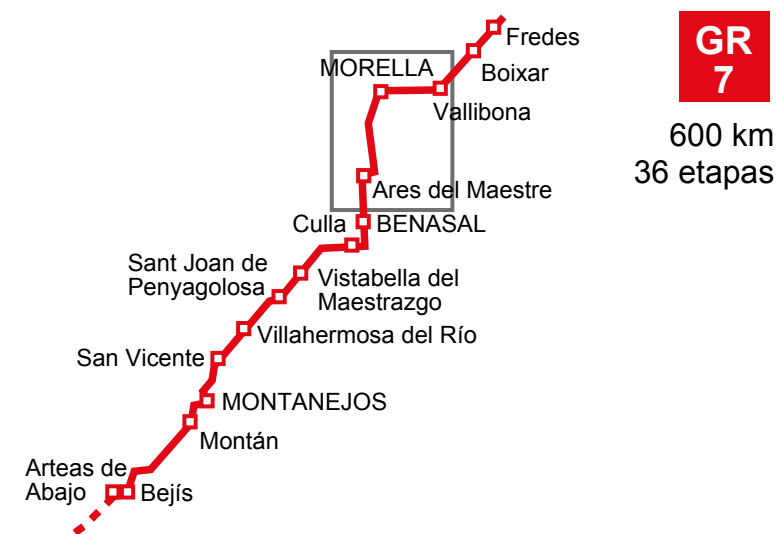 Fredes
GR
7
Boixar
MORELLA
Vallibona
600 km
36 etapas
Ares del Maestre
Culla
BENASAL
Sant Joan de
Penyagolosa
Vistabella del
Maestrazgo
Villahermosa del Río
San Vicente
MONTANEJOS
Montán
Arteas de
Abajo
Bejís